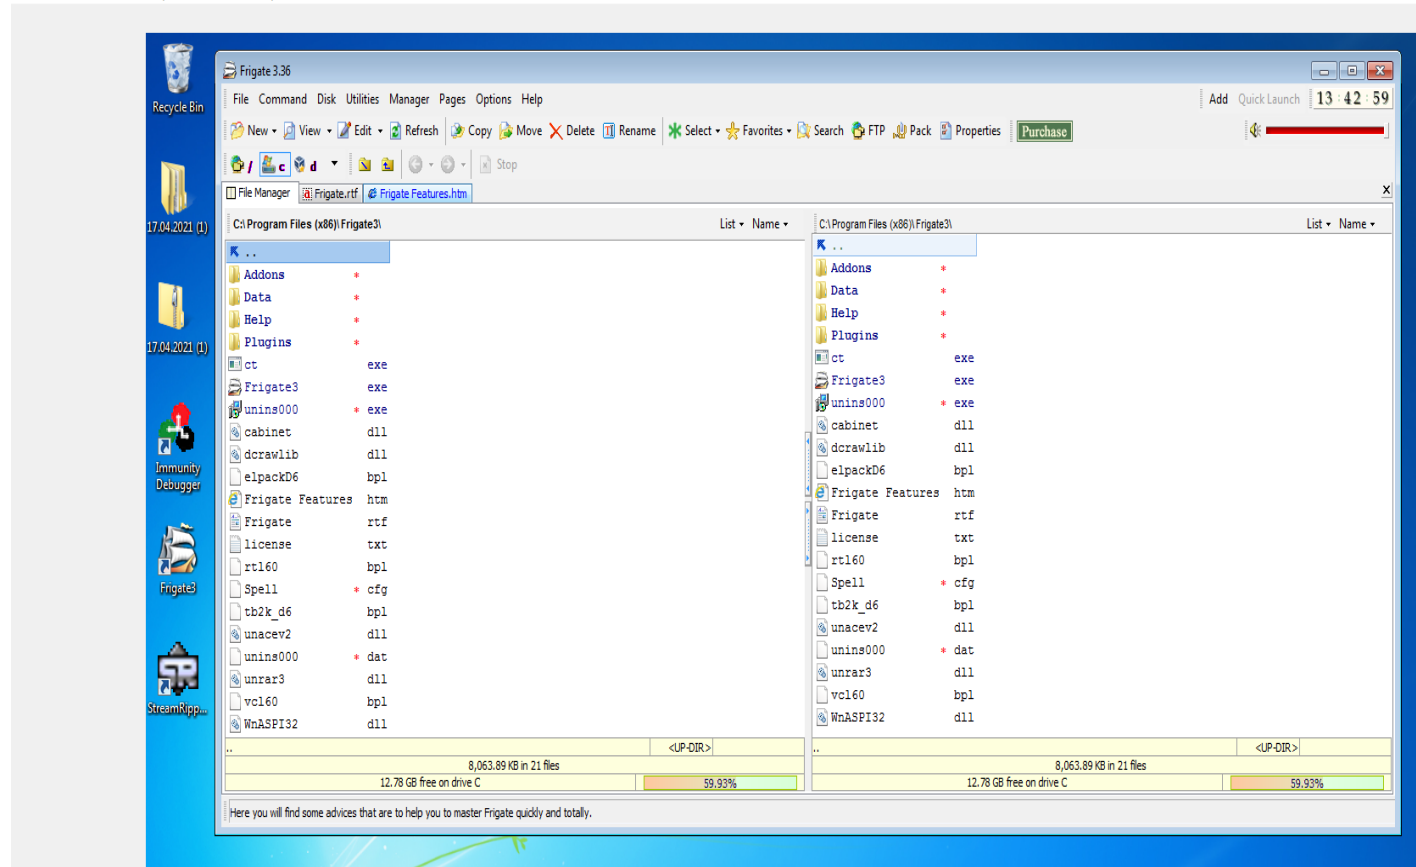 Recycle Bin
17.04.2021 (1)
17.04.2021 (1)
Immunity
Debugger
Frigate3
StreamRipp...
Frigate 3.36
File Command Disk Utilities Manager Pages Options Help
Add Quick Launch 13:42:59
New View Edit Refresh Copy Move Delete Rename Select Favorites Search FTP Pack Properties Purchase
/ c d Stop
File Manager Frigate.rtf Frigate Features.htm x
C:\Program Files (x86)\Frigate3\ List Name
..
Addons *
Data *
Help *
Plugins *
ct exe
Frigate3 exe
unins000 * exe
cabinet dll
dcrawlib dll
elpackD6 bpl
Frigate Features htm
Frigate rtf
license txt
rtl60 bpl
Spell * cfg
tb2k_d6 bpl
unacev2 dll
unins000 * dat
unrar3 dll
vcl60 bpl
WnASPI32 dll
.. <UP-DIR>
8,063.89 KB in 21 files
12.78 GB free on drive C 59.93%
C:\Program Files (x86)\Frigate3\ List Name
..
Addons *
Data *
Help *
Plugins *
ct exe
Frigate3 exe
unins000 * exe
cabinet dll
dcrawlib dll
elpackD6 bpl
Frigate Features htm
Frigate rtf
license txt
rtl60 bpl
Spell * cfg
tb2k_d6 bpl
unacev2 dll
unins000 * dat
unrar3 dll
vcl60 bpl
WnASPI32 dll
.. <UP-DIR>
8,063.89 KB in 21 files
12.78 GB free on drive C 59.93%
Here you will find some advices that are to help you to master Frigate quickly and totally.